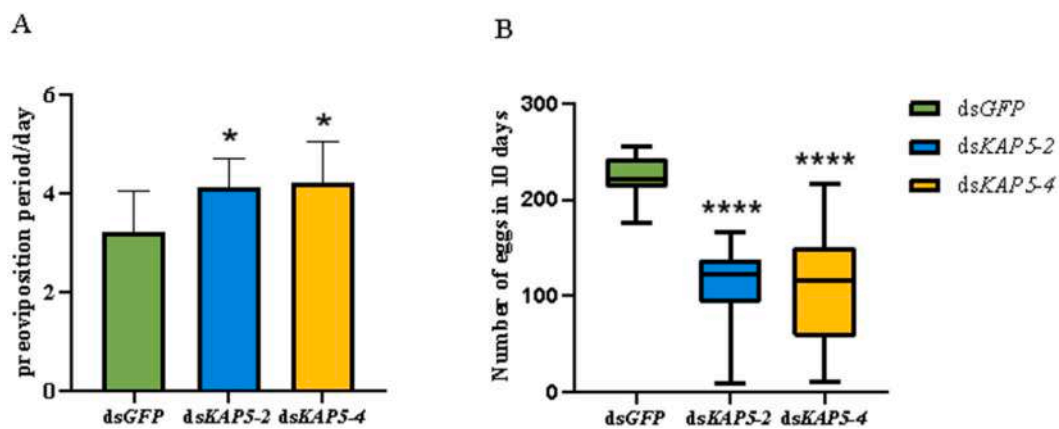 A
preoviposition period/day
6
4
2
0
*
*
dsGFP
dsKAP5-2
dsKAP5-4
B
Number of eggs in 10 days
300
200
100
0
****
****
dsGFP
dsKAP5-2
dsKAP5-4
dsGFP
dsKAP5-2
dsKAP5-4